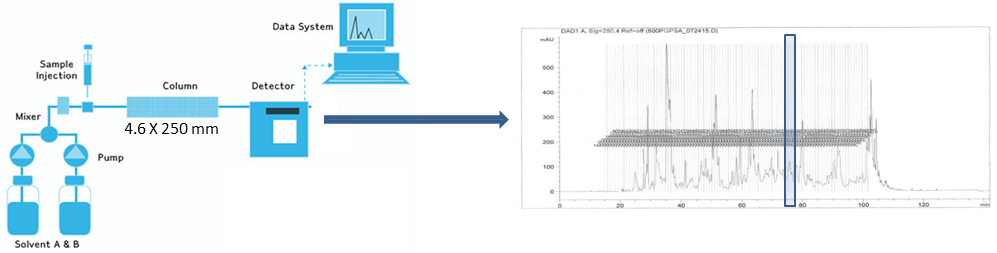 Data System
Sample
Injection
Column
Detector
Mixer
4.6 X 250 mm
Pump
Solvent A & B
DAD1 A, Sig=280,4 Ref=off (500PGPSA_072415.D)
mAU
500
400
300
200
100
0
0
20
40
60
80
100
120
min